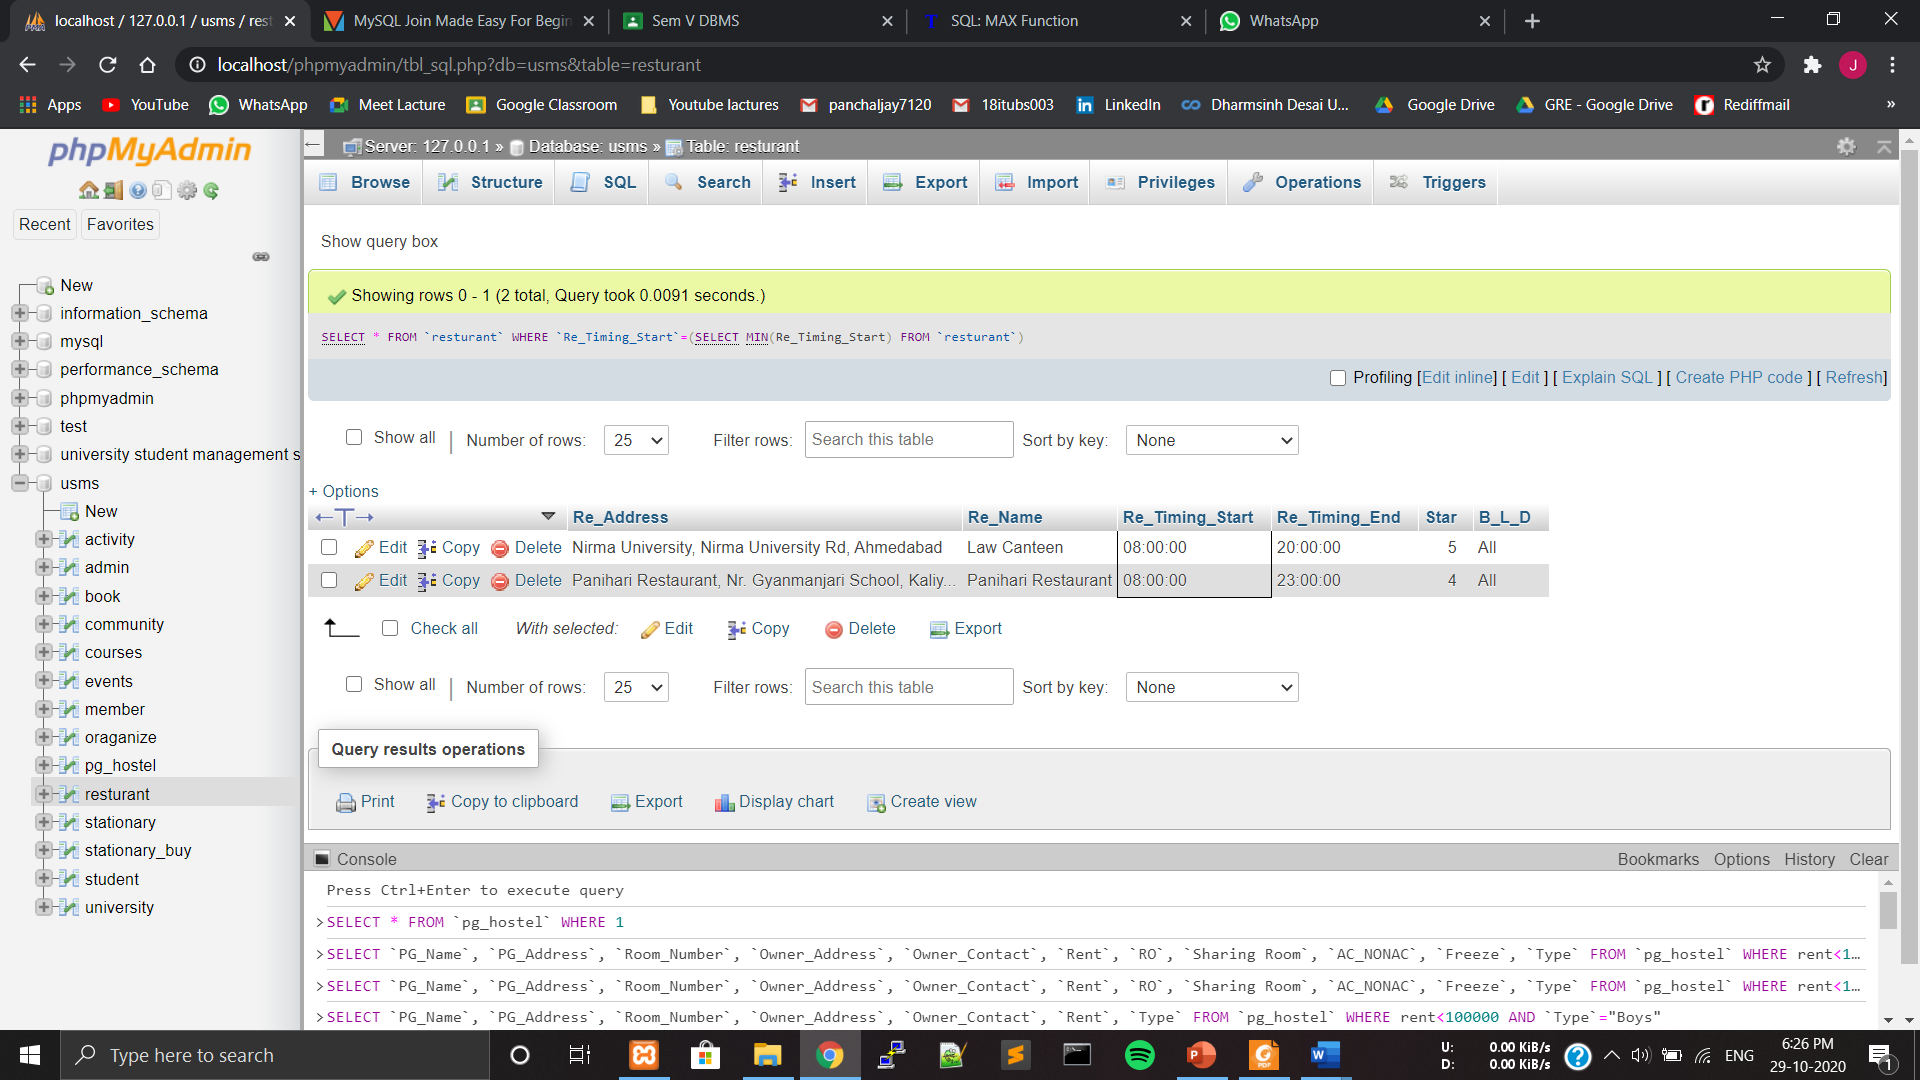 localhost / 127.0.0.1 / usms / rest
MySQL Join Made Easy For Begin
Sem V DBMS
SQL: MAX Function
WhatsApp
localhost/phpmyadmin/tbl_sql.php?db=usms&table=resturant
J
Apps YouTube WhatsApp Meet Lacture Google Classroom Youtube lactures panchaljay7120 18itubs003 LinkedIn Dharmsinh Desai U... Google Drive GRE - Google Drive Rediffmail »
phpMyAdmin
Recent Favorites
New
information_schema
mysql
performance_schema
phpmyadmin
test
university student management s
usms
New
activity
admin
book
community
courses
events
member
oraganize
pg_hostel
resturant
stationary
stationary_buy
student
university
Server: 127.0.0.1 » Database: usms » Table: resturant
Browse Structure SQL Search Insert Export Import Privileges Operations Triggers
Show query box
Showing rows 0 - 1 (2 total, Query took 0.0091 seconds.)
SELECT * FROM `resturant` WHERE `Re_Timing_Start`=(SELECT MIN(Re_Timing_Start) FROM `resturant`)
Profiling [Edit inline] [ Edit ] [ Explain SQL ] [ Create PHP code ] [ Refresh]
Show all | Number of rows: 25 Filter rows: Search this table Sort by key: None
+ Options
←T→ Re_Address Re_Name Re_Timing_Start Re_Timing_End Star B_L_D
Edit Copy Delete Nirma University, Nirma University Rd, Ahmedabad Law Canteen 08:00:00 20:00:00 5 All
Edit Copy Delete Panihari Restaurant, Nr. Gyanmanjari School, Kaliy... Panihari Restaurant 08:00:00 23:00:00 4 All
Check all With selected: Edit Copy Delete Export
Show all | Number of rows: 25 Filter rows: Search this table Sort by key: None
Query results operations
Print Copy to clipboard Export Display chart Create view
Console Bookmarks Options History Clear
Press Ctrl+Enter to execute query
>SELECT * FROM `pg_hostel` WHERE 1
>SELECT `PG_Name`, `PG_Address`, `Room_Number`, `Owner_Address`, `Owner_Contact`, `Rent`, `RO`, `Sharing Room`, `AC_NONAC`, `Freeze`, `Type` FROM `pg_hostel` WHERE rent<1...
>SELECT `PG_Name`, `PG_Address`, `Room_Number`, `Owner_Address`, `Owner_Contact`, `Rent`, `RO`, `Sharing Room`, `AC_NONAC`, `Freeze`, `Type` FROM `pg_hostel` WHERE rent<1...
>SELECT `PG_Name`, `PG_Address`, `Room_Number`, `Owner_Address`, `Owner_Contact`, `Rent`, `Type` FROM `pg_hostel` WHERE rent<100000 AND `Type`="Boys"
Type here to search
U: 0.00 KiB/s
D: 0.00 KiB/s
ENG
6:26 PM
29-10-2020
1